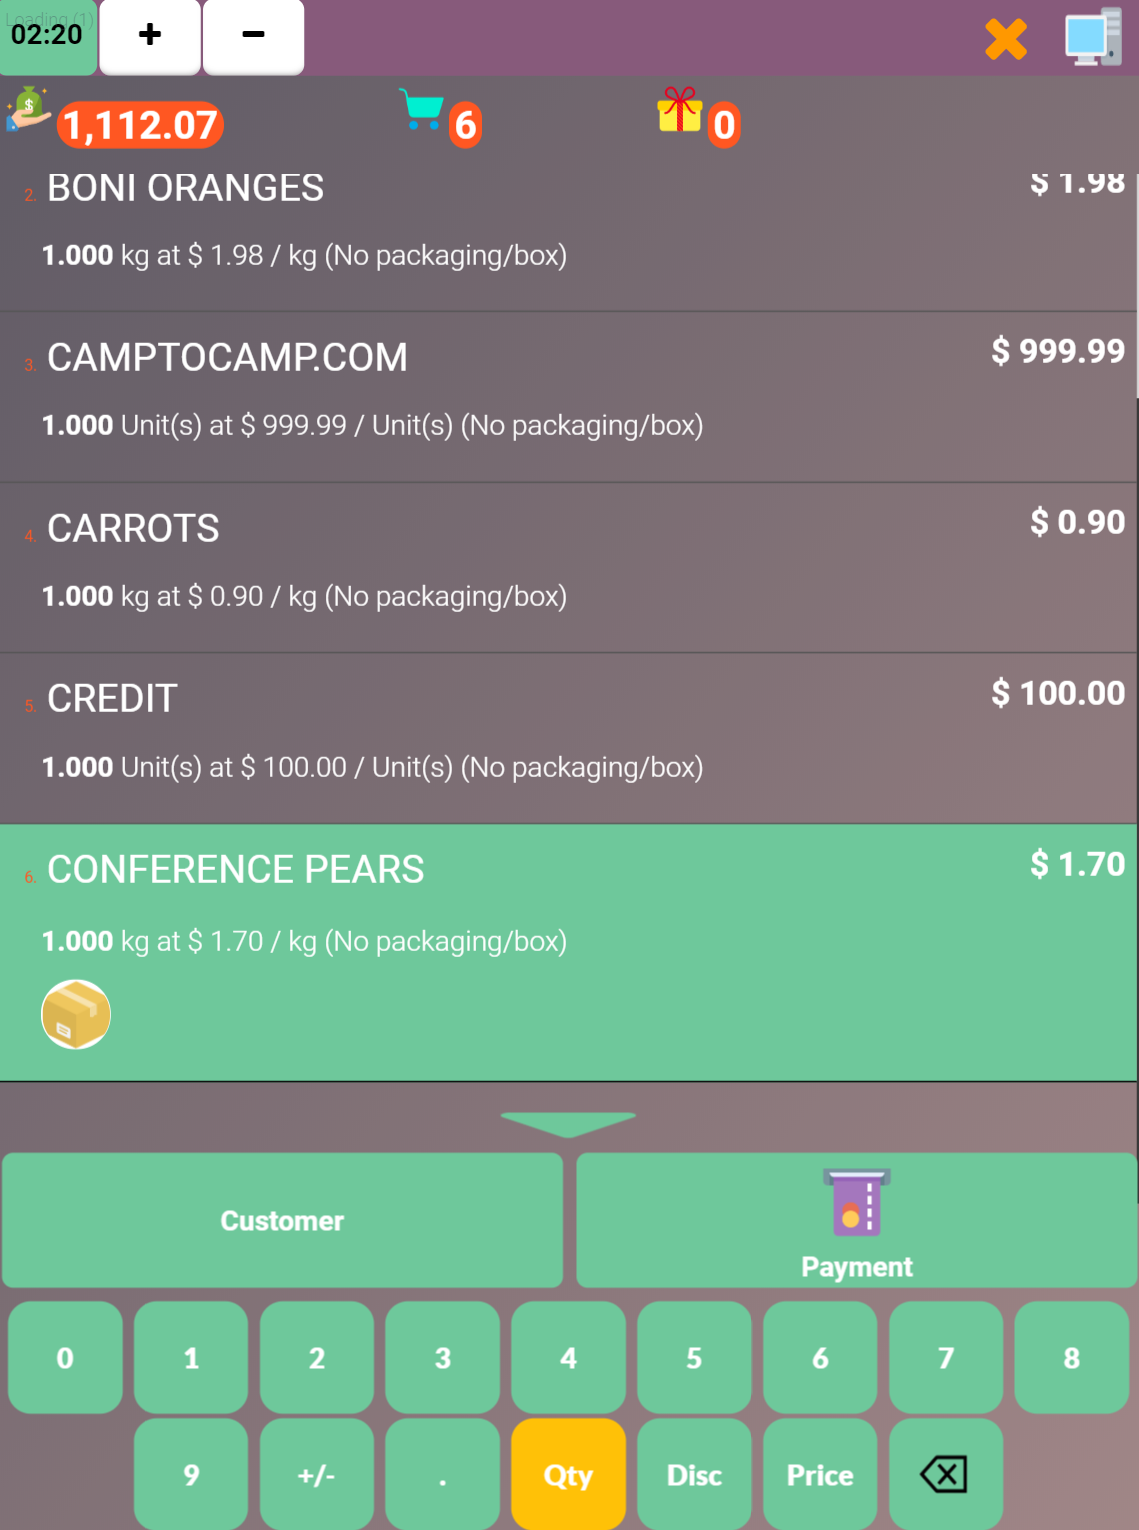 Loading (1)
02:20 + −
1,112.07 6 0
2. BONI ORANGES $ 1.98
1.000 kg at $ 1.98 / kg (No packaging/box)
3. CAMPTOCAMP.COM $ 999.99
1.000 Unit(s) at $ 999.99 / Unit(s) (No packaging/box)
4. CARROTS $ 0.90
1.000 kg at $ 0.90 / kg (No packaging/box)
5. CREDIT $ 100.00
1.000 Unit(s) at $ 100.00 / Unit(s) (No packaging/box)
6. CONFERENCE PEARS $ 1.70
1.000 kg at $ 1.70 / kg (No packaging/box)
Customer
Payment
0 1 2 3 4 5 6 7 8
9 +/- . Qty Disc Price